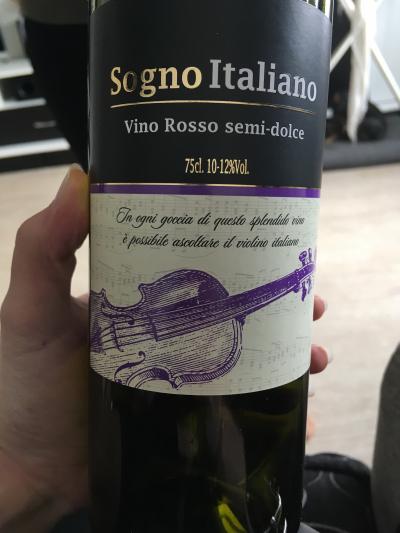 Sogno Italiano
Vino Rosso semi-dolce
75cl. 10-12%Vol.
In ogni goccia di questo splendido vino
è possibile ascoltare il violino italiano